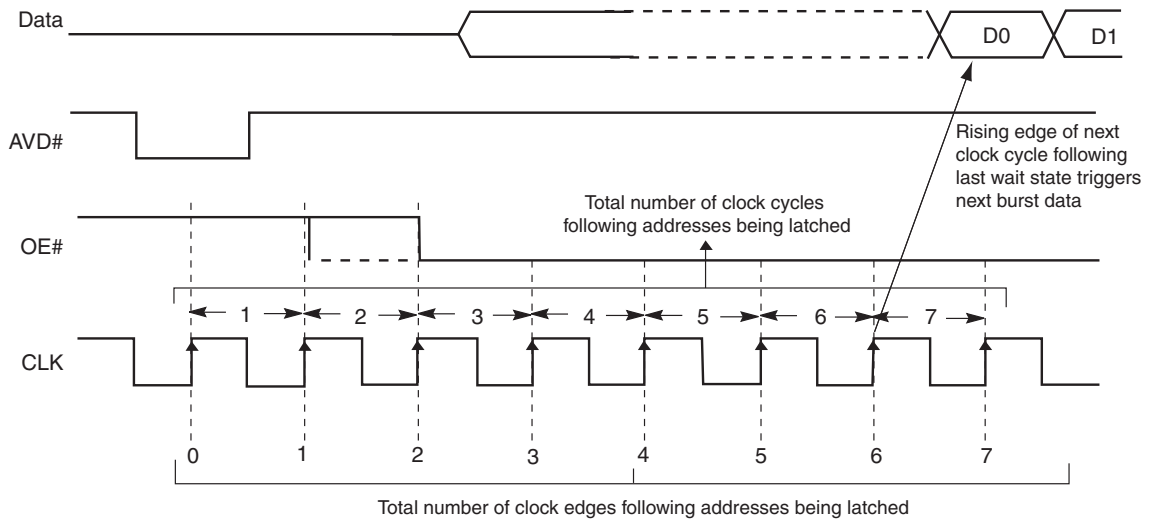 Data
D0
D1
AVD#
Rising edge of next
clock cycle following
last wait state triggers
next burst data
Total number of clock cycles
following addresses being latched
OE#
1 2 3 4 5 6 7
CLK
0 1 2 3 4 5 6 7
Total number of clock edges following addresses being latched